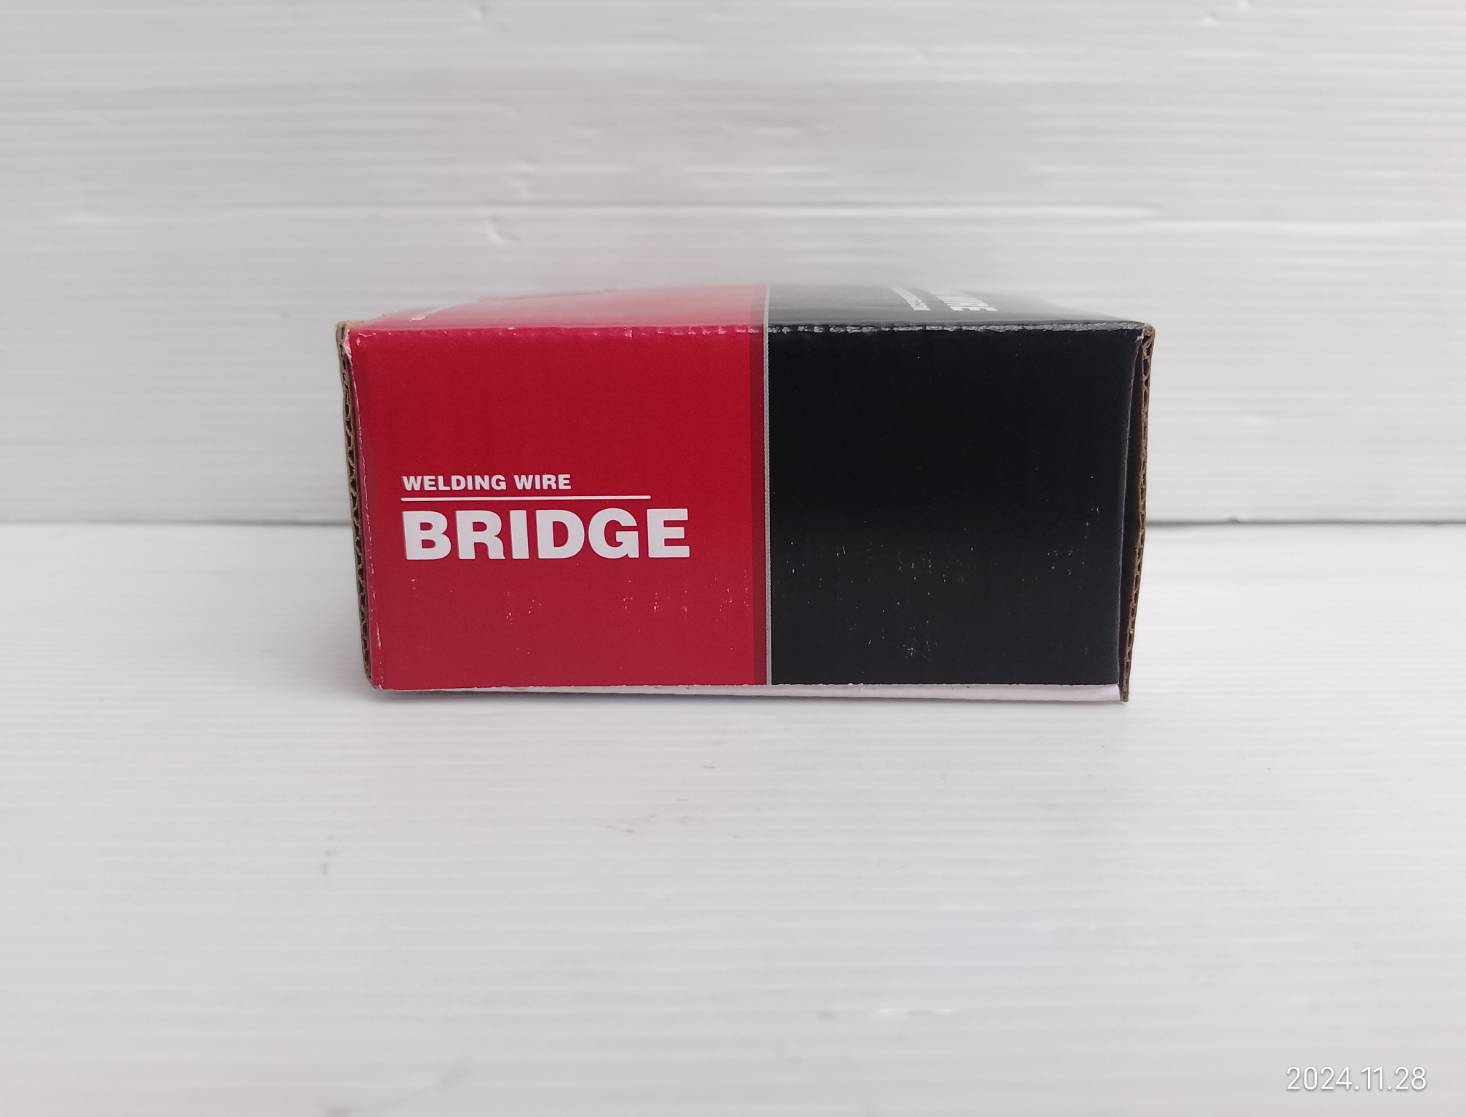 WELDING WIRE
BRIDGE
2024.11.28